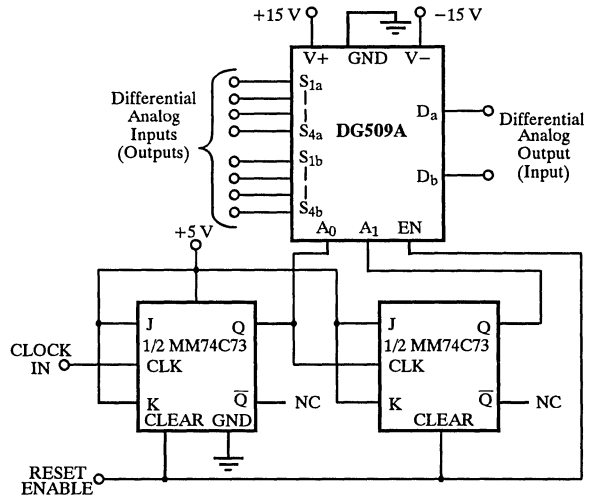 +15 V
−15 V
V+ GND V−
Differential
Analog
Inputs
(Outputs)
S1a
S4a
S1b
S4b
DG509A
Da
Db
Differential
Analog
Output
(Input)
A0 A1 EN
+5 V
J Q
1/2 MM74C73
CLK
K Q̅
CLEAR GND
NC
CLOCK
IN
J Q
1/2 MM74C73
CLK
K Q̅
CLEAR
NC
RESET
ENABLE